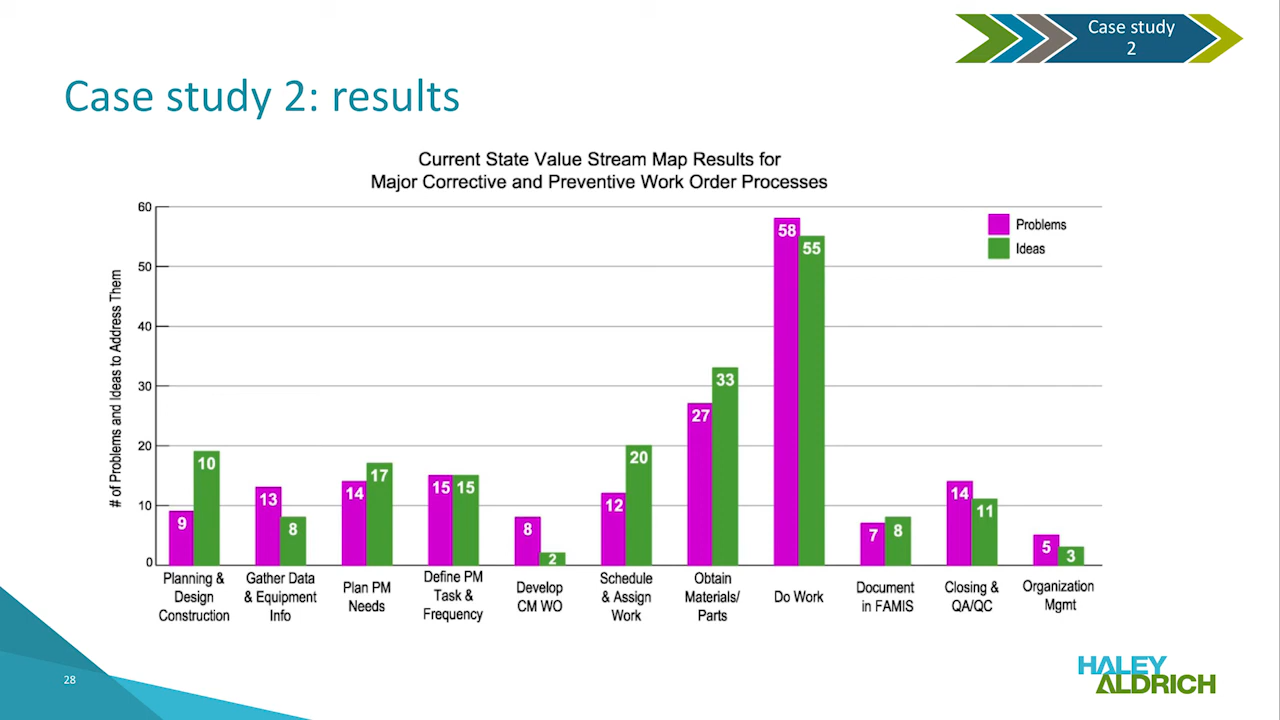 Case study
2
Case study 2: results
Current State Value Stream Map Results for
Major Corrective and Preventive Work Order Processes
# of Problems and Ideas to Address Them
60
50
40
30
20
10
0
Problems
Ideas
9
10
13
8
14
17
15
15
8
2
12
20
27
33
58
55
7
8
14
11
5
3
Planning &
Design
Construction
Gather Data
& Equipment
Info
Plan PM
Needs
Define PM
Task &
Frequency
Develop
CM WO
Schedule
& Assign
Work
Obtain
Materials/
Parts
Do Work
Document
in FAMIS
Closing &
QA/QC
Organization
Mgmt
28
HALEY
ALDRICH